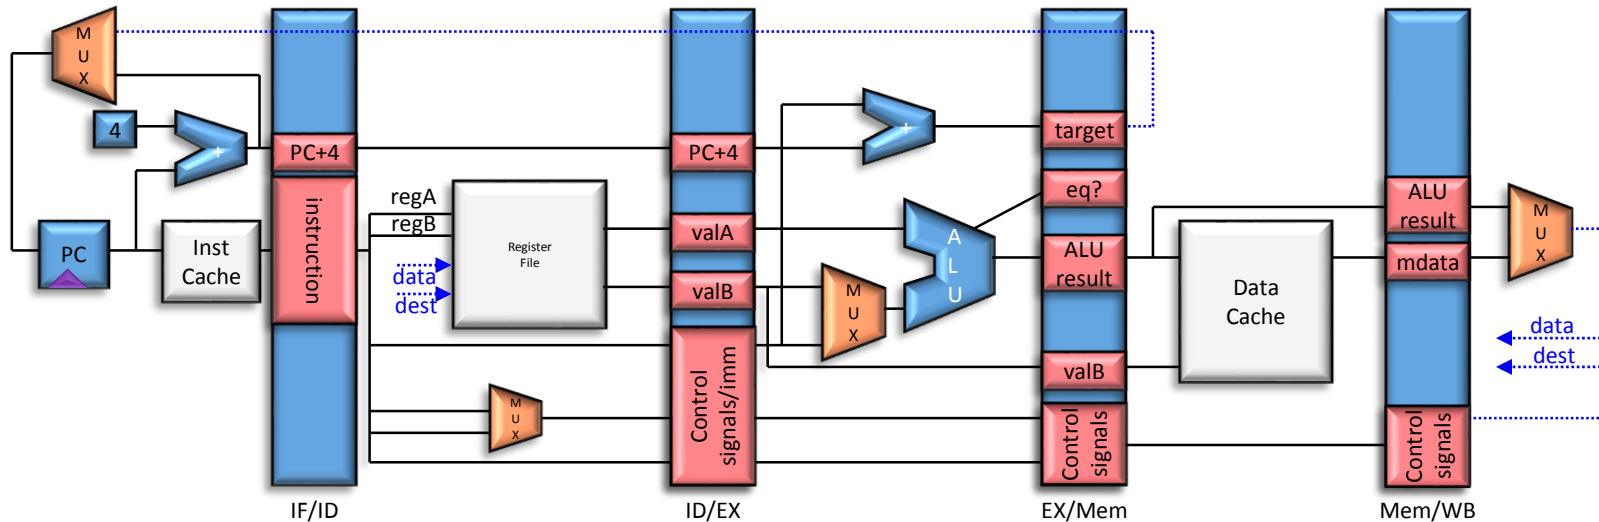 M
U
X
4
+
PC
Inst
Cache
PC+4
instruction
IF/ID
regA
regB
data
dest
Register
File
M
U
X
PC+4
valA
valB
Control
signals/imm
ID/EX
+
M
U
X
A
L
U
target
eq?
ALU
result
valB
Control
signals
EX/Mem
Data
Cache
ALU
result
mdata
Control
signals
Mem/WB
M
U
X
data
dest